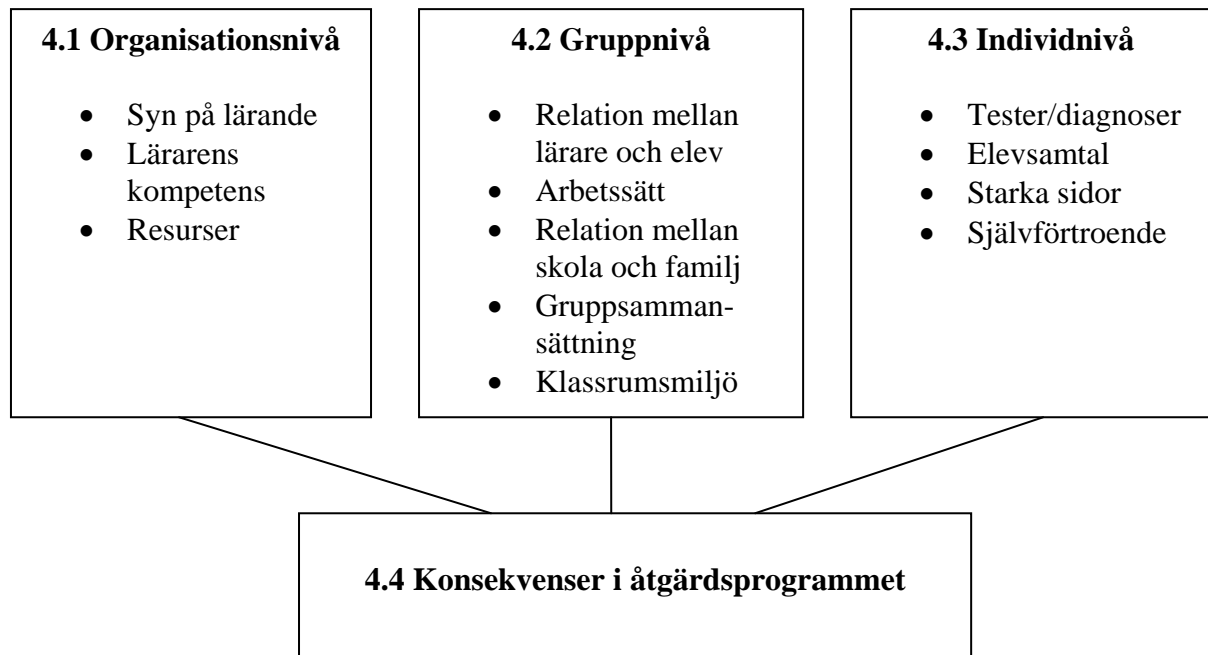 4.1 Organisationsnivå
• Syn på lärande
• Lärarens
kompetens
• Resurser
4.2 Gruppnivå
• Relation mellan
lärare och elev
• Arbetssätt
• Relation mellan
skola och familj
• Gruppsamman-
sättning
• Klassrumsmiljö
4.3 Individnivå
• Tester/diagnoser
• Elevsamtal
• Starka sidor
• Självförtroende
4.4 Konsekvenser i åtgärdsprogrammet